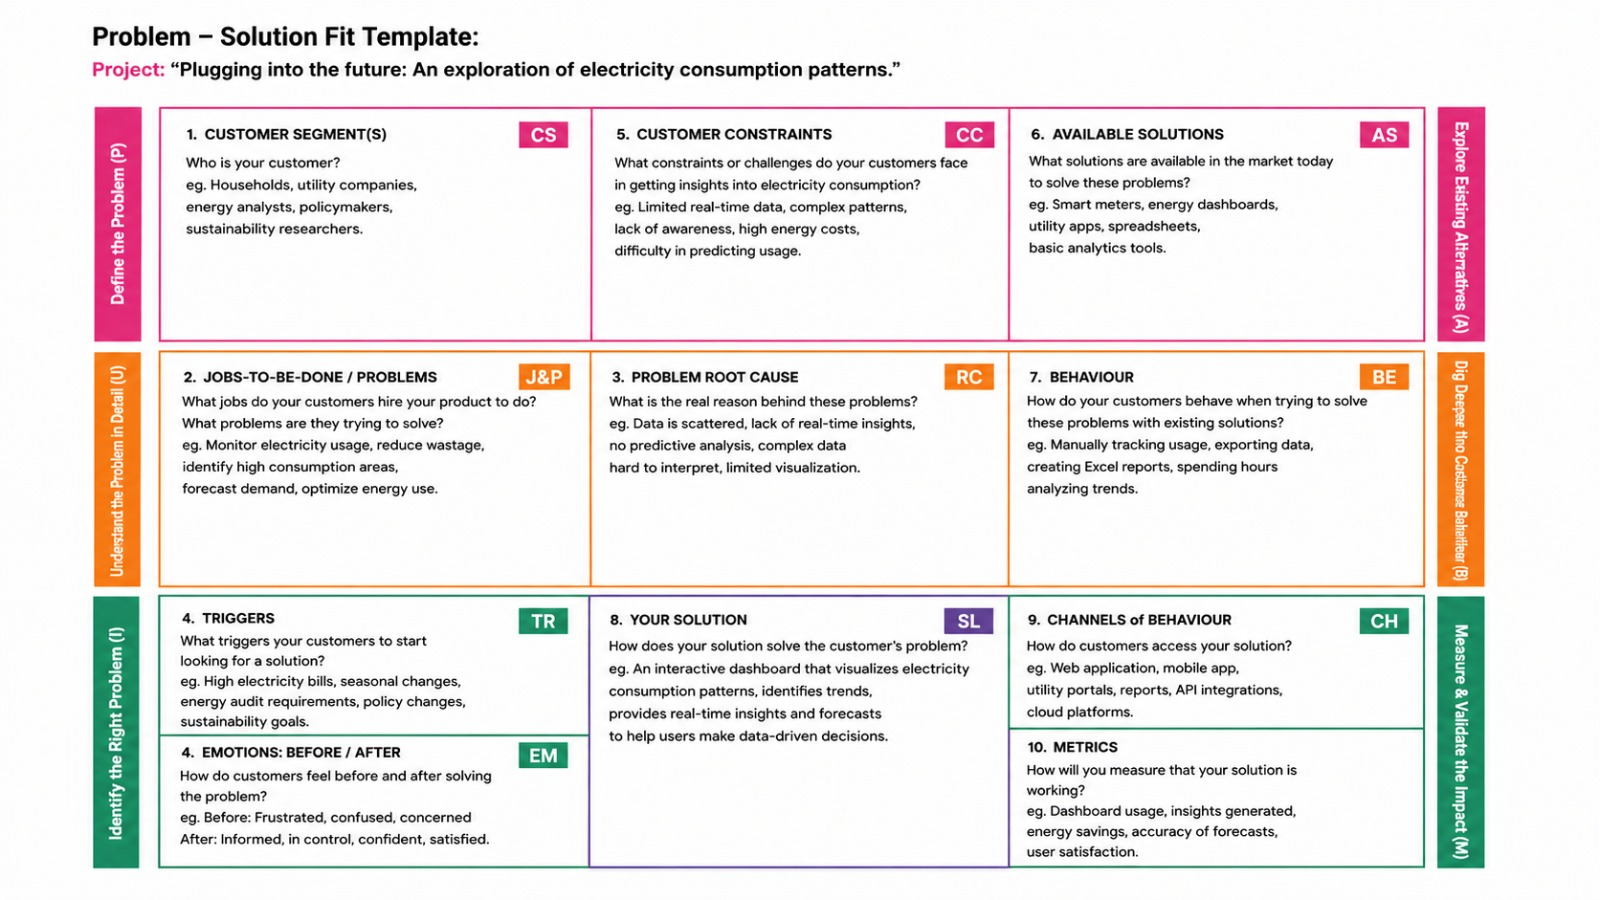 Problem – Solution Fit Template:
Project: “Plugging into the future: An exploration of electricity consumption patterns.”
Define the Problem (P)
1. CUSTOMER SEGMENT(S)
CS
Who is your customer?
eg. Households, utility companies,
energy analysts, policymakers,
sustainability researchers.
5. CUSTOMER CONSTRAINTS
CC
What constraints or challenges do your customers face
in getting insights into electricity consumption?
eg. Limited real-time data, complex patterns,
lack of awareness, high energy costs,
difficulty in predicting usage.
6. AVAILABLE SOLUTIONS
AS
What solutions are available in the market today
to solve these problems?
eg. Smart meters, energy dashboards,
utility apps, spreadsheets,
basic analytics tools.
Explore Existing (A)
Understand the Problem in Detail (U)
2. JOBS-TO-BE-DONE / PROBLEMS
J&P
What jobs do your customers hire your product to do?
What problems are they trying to solve?
eg. Monitor electricity usage, reduce wastage,
identify high consumption areas,
forecast demand, optimize energy use.
3. PROBLEM ROOT CAUSE
RC
What is the real reason behind these problems?
eg. Data is scattered, lack of real-time insights,
no predictive analysis, complex data
hard to interpret, limited visualization.
7. BEHAVIOUR
BE
How do your customers behave when trying to solve
these problems with existing solutions?
eg. Manually tracking usage, exporting data,
creating Excel reports, spending hours
analyzing trends.
Dig (B)
Identify the Right Problem (I)
4. TRIGGERS
TR
What triggers your customers to start
looking for a solution?
eg. High electricity bills, seasonal changes,
energy audit requirements, policy changes,
sustainability goals.
4. EMOTIONS: BEFORE / AFTER
EM
How do customers feel before and after solving
the problem?
eg. Before: Frustrated, confused, concerned
After: Informed, in control, confident, satisfied.
8. YOUR SOLUTION
SL
How does your solution solve the customer's problem?
eg. An interactive dashboard that visualizes electricity
consumption patterns, identifies trends,
provides real-time insights and forecasts
to help users make data-driven decisions.
9. CHANNELS of BEHAVIOUR
CH
How do customers access your solution?
eg. Web application, mobile app,
utility portals, reports, API integrations,
cloud platforms.
10. METRICS
How will you measure that your solution is
working?
eg. Dashboard usage, insights generated,
energy savings, accuracy of forecasts,
user satisfaction.
Measure & Validate the Impact (M)